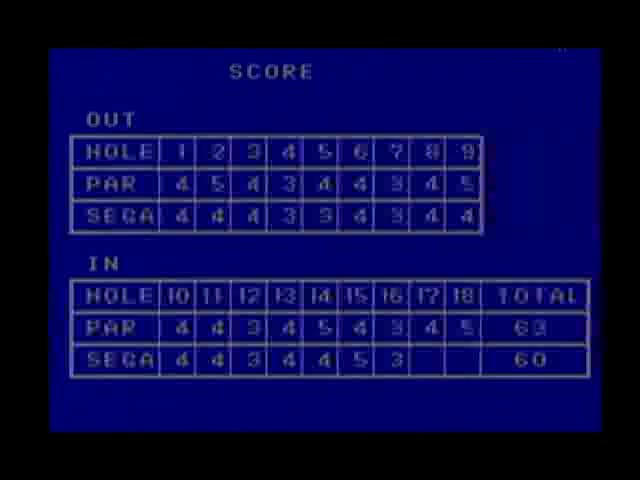 SCORE
OUT
HOLE 1 2 3 4 5 6 7 8 9
PAR 4 5 4 3 4 4 3 4 5
SEGA 4 4 4 3 3 4 3 4 4
IN
HOLE 10 11 12 13 14 15 16 17 18 TOTAL
PAR 4 4 3 4 5 4 3 4 5 63
SEGA 4 4 3 4 4 5 3 60